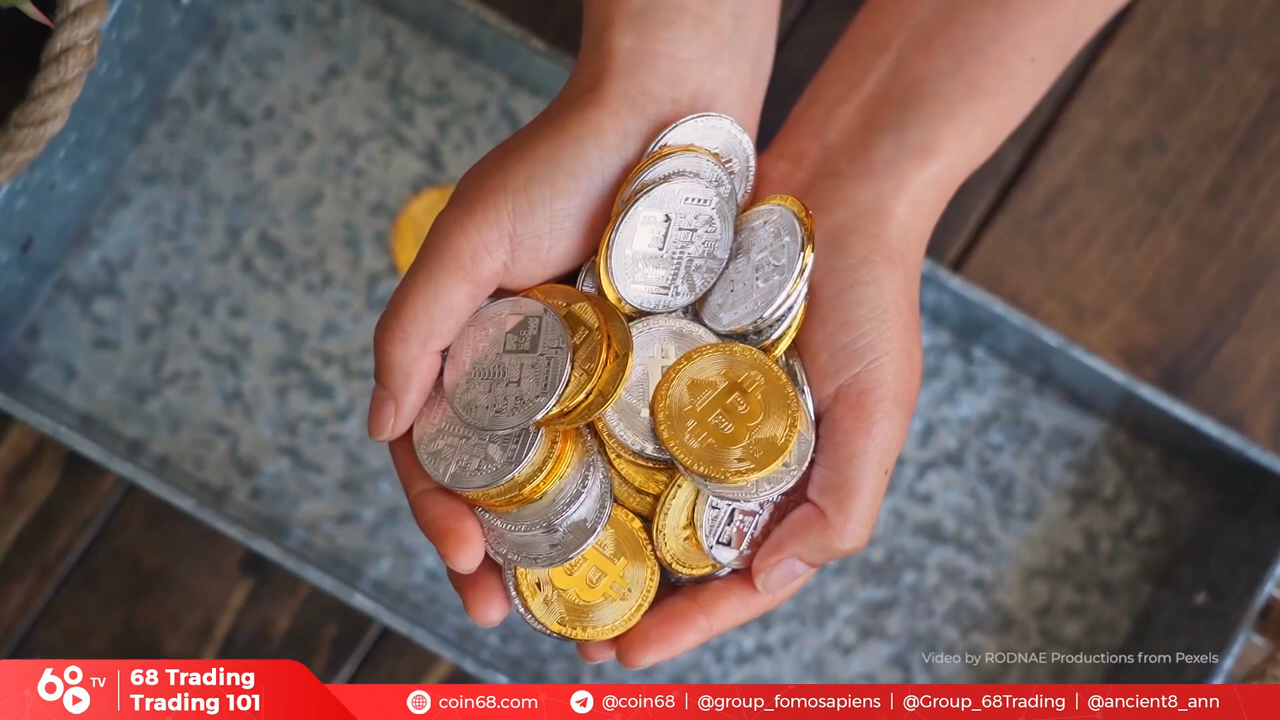 Video by RODNAE Productions from Pexels
68 TV
68 Trading
Trading 101
coin68.com
@coin68 | @group_fomosapiens | @Group_68Trading | @ancient8_ann